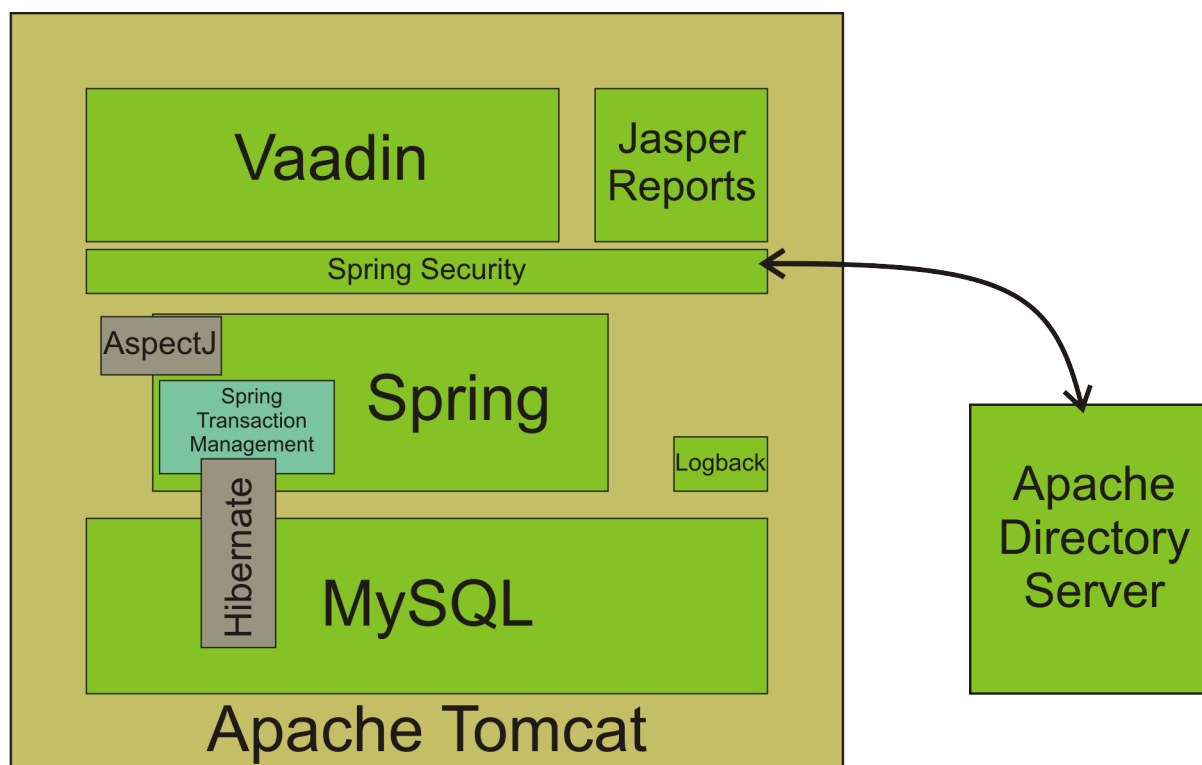 Vaadin
Jasper
Reports
Spring Security
AspectJ
Spring
Transaction
Management
Spring
Logback
Hibernate
MySQL
Apache Tomcat
Apache
Directory
Server